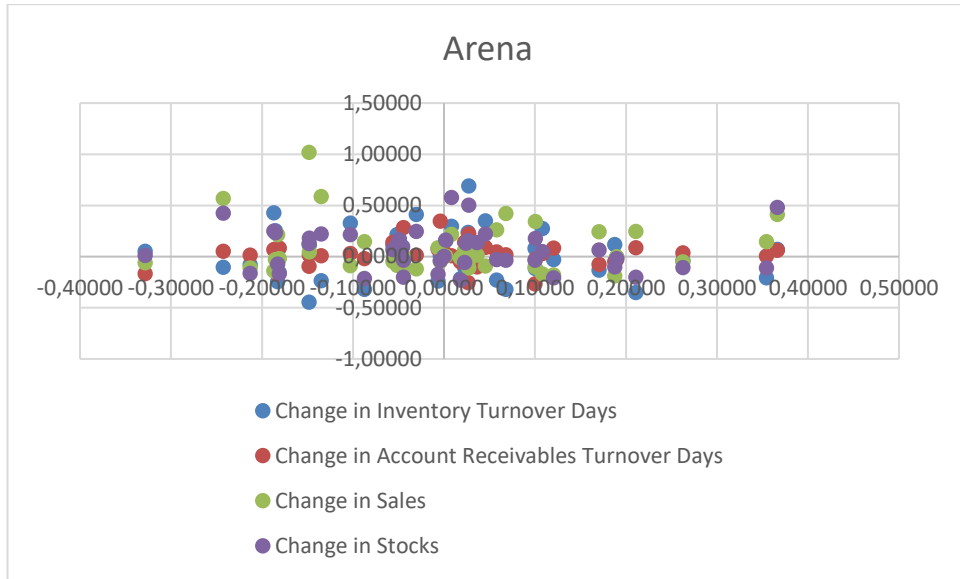 Arena
1,50000
1,00000
0,50000
0,00000
-0,40000 -0,30000 -0,20000 -0,10000 0,00000 0,10000 0,20000 0,30000 0,40000 0,50000
-0,50000
-1,00000
Change in Inventory Turnover Days
Change in Account Receivables Turnover Days
Change in Sales
Change in Stocks